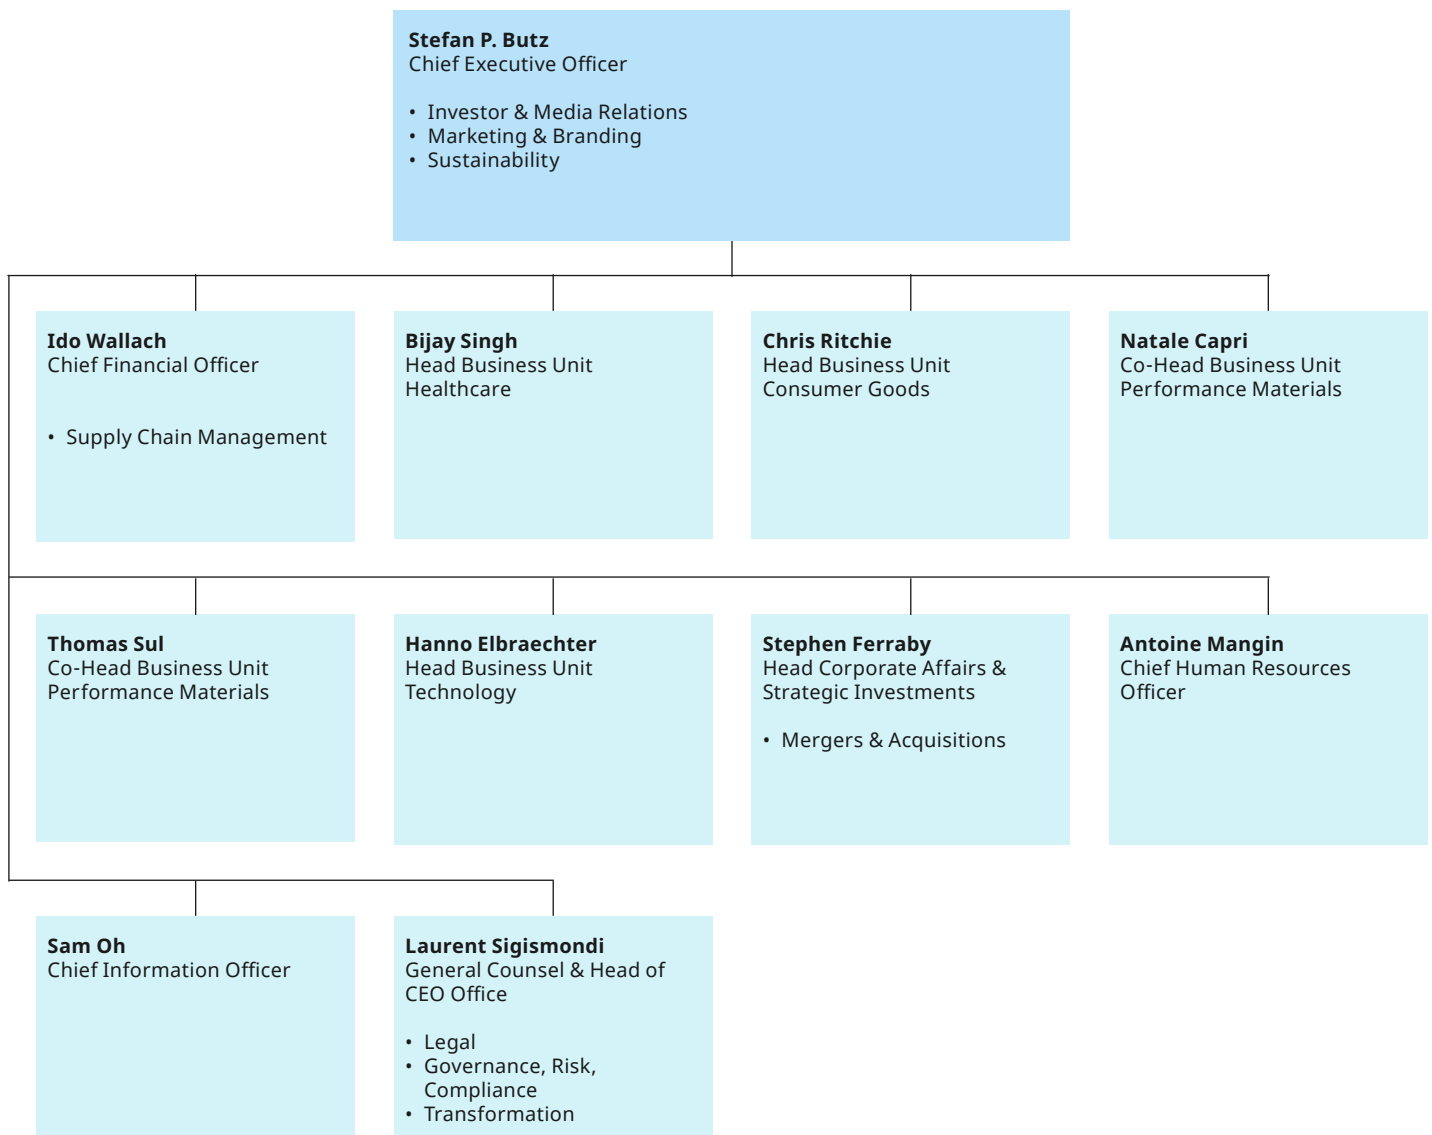 Stefan P. Butz
Chief Executive Officer
• Investor & Media Relations
• Marketing & Branding
• Sustainability
Ido Wallach
Chief Financial Officer
• Supply Chain Management
Bijay Singh
Head Business Unit
Healthcare
Chris Ritchie
Head Business Unit
Consumer Goods
Natale Capri
Co-Head Business Unit
Performance Materials
Thomas Sul
Co-Head Business Unit
Performance Materials
Hanno Elbraechter
Head Business Unit
Technology
Stephen Ferraby
Head Corporate Affairs &
Strategic Investments
• Mergers & Acquisitions
Antoine Mangin
Chief Human Resources
Officer
Sam Oh
Chief Information Officer
Laurent Sigismondi
General Counsel & Head of
CEO Office
• Legal
• Governance, Risk,
Compliance
• Transformation